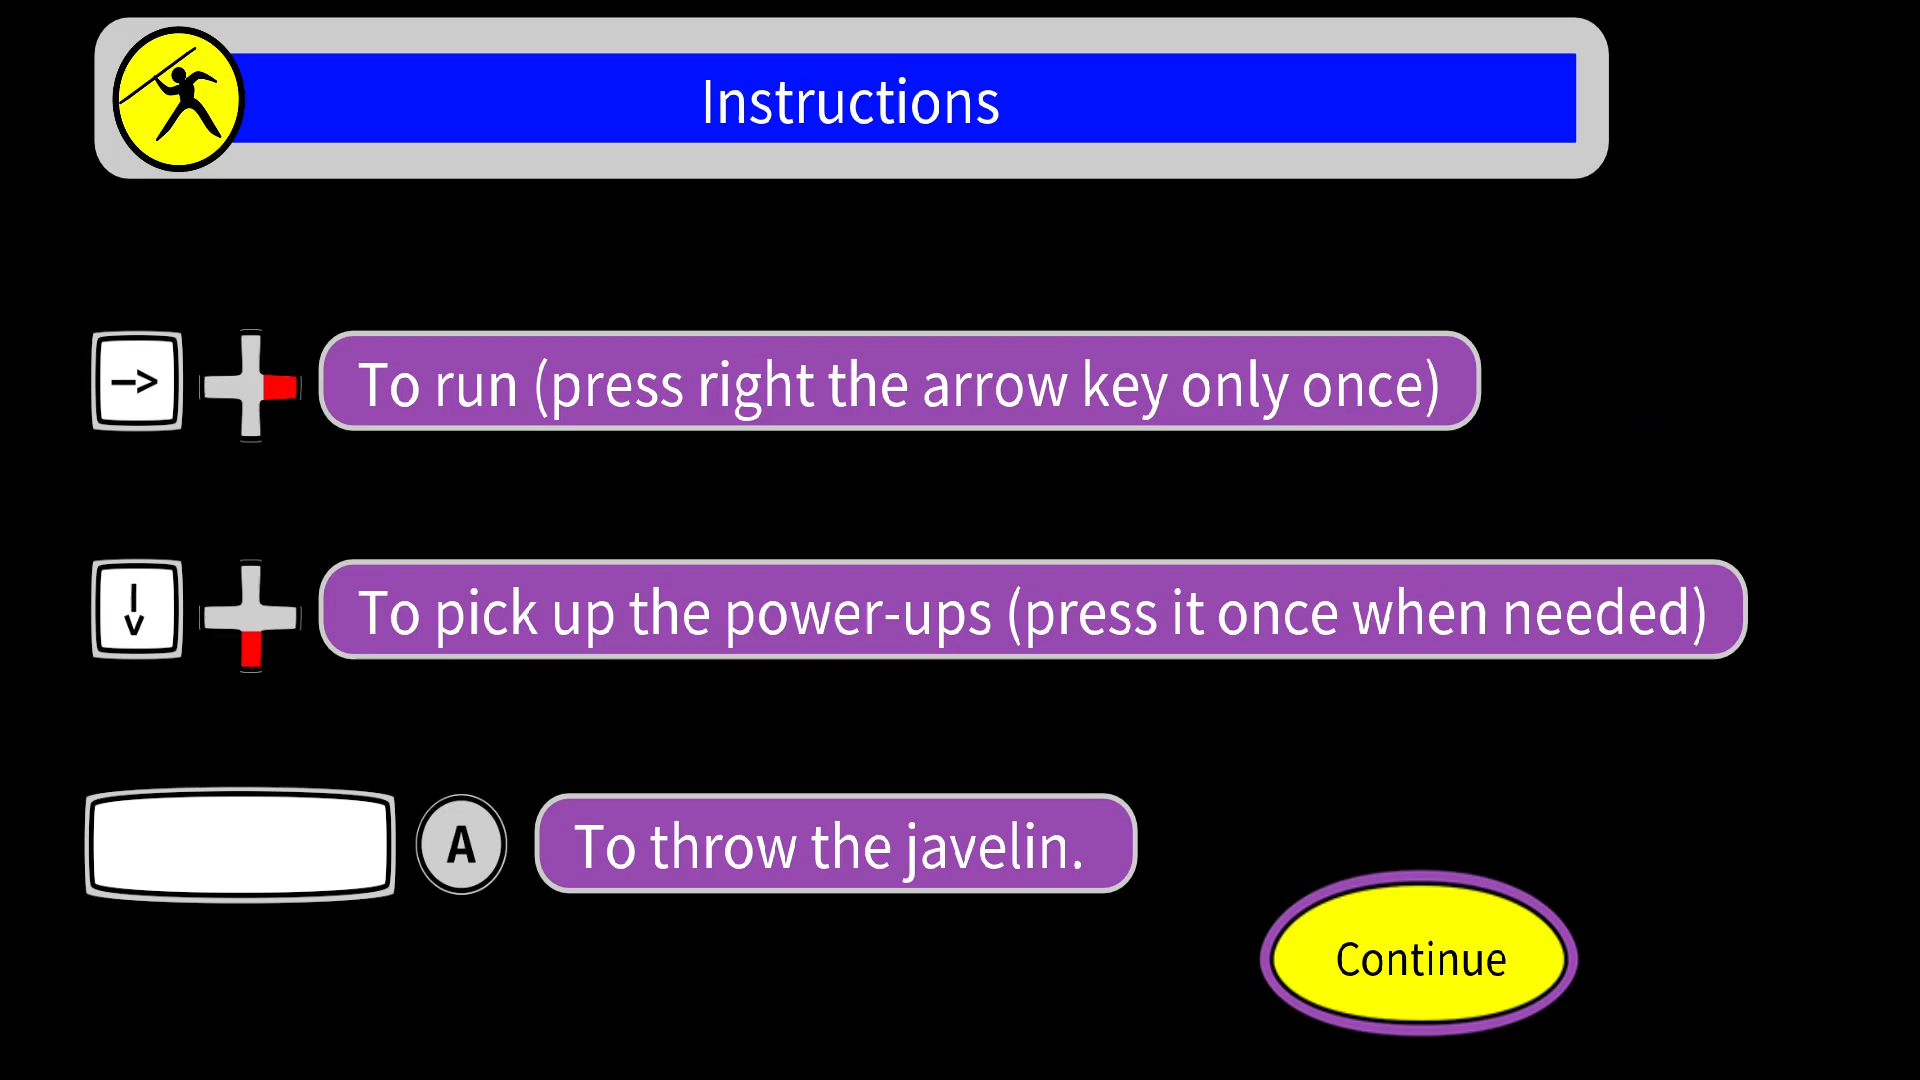 Instructions
—> To run (press right the arrow key only once)
To pick up the power-ups (press it once when needed)
A To throw the javelin.
Continue